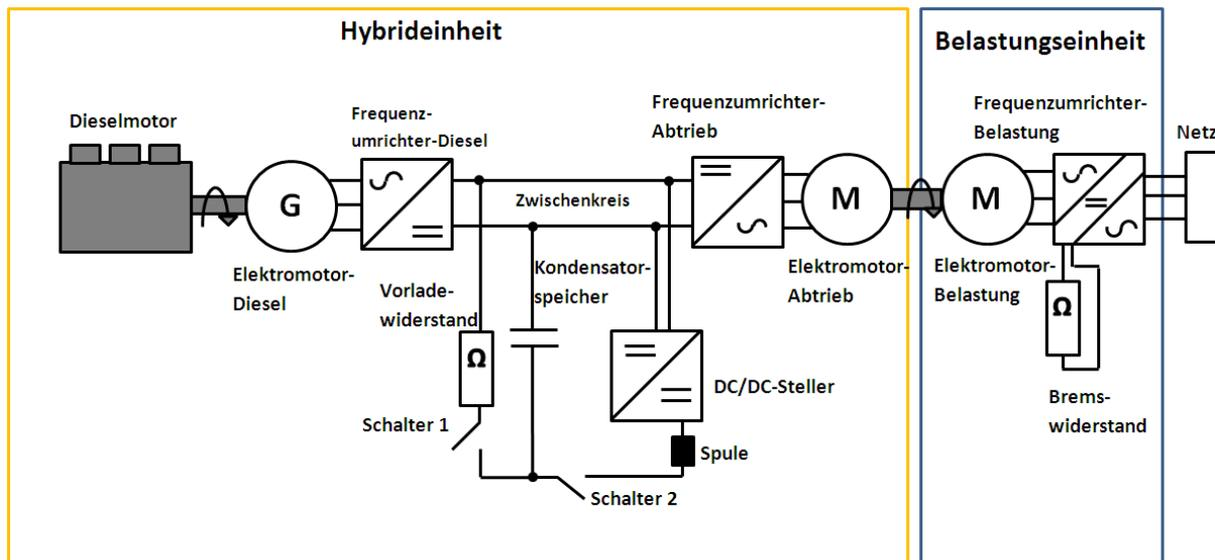 Hybrideinheit
Belastungseinheit
Dieselmotor
Frequenz-
umrichter-Diesel
Frequenzumrichter-
Abtrieb
Frequenzumrichter-
Belastung
Netz
G
Zwischenkreis
M
M
Elektromotor-
Diesel
Vorlade-
widerstand
Kondensator-
speicher
Elektromotor-
Abtrieb
Elektromotor-
Belastung
Ω
Ω
DC/DC-Steller
Brems-
widerstand
Schalter 1
Spule
Schalter 2